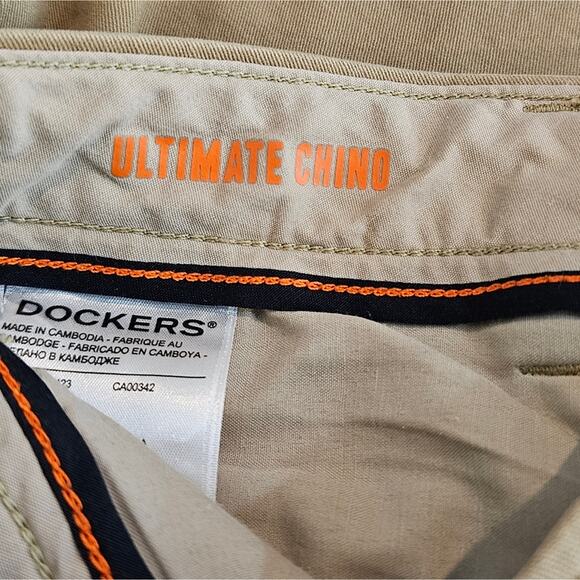 ULTIMATE CHINO
DOCKERS®
MADE IN CAMBODIA - FABRIQUE AU
CAMBODGE - FABRICADO EN CAMBOYA -
СДЕЛАНО В КАМБОДЖЕ
CA00342